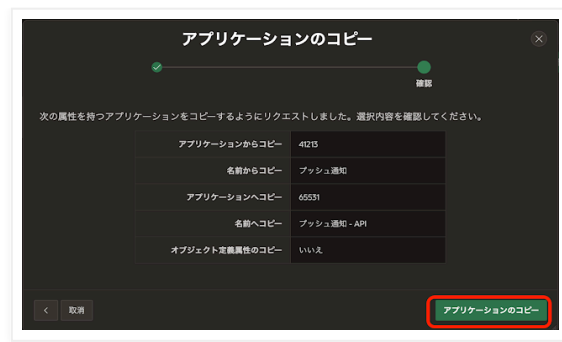 アプリケーションのコピー
確認
次の属性を持つアプリケーションをコピーするようにリクエストしました。選択内容を確認してください。
アプリケーションからコピー 41213
名前からコピー プッシュ通知
アプリケーションへコピー 65531
名前へコピー プッシュ通知 - API
オブジェクト定義属性のコピー いいえ
取消 アプリケーションのコピー